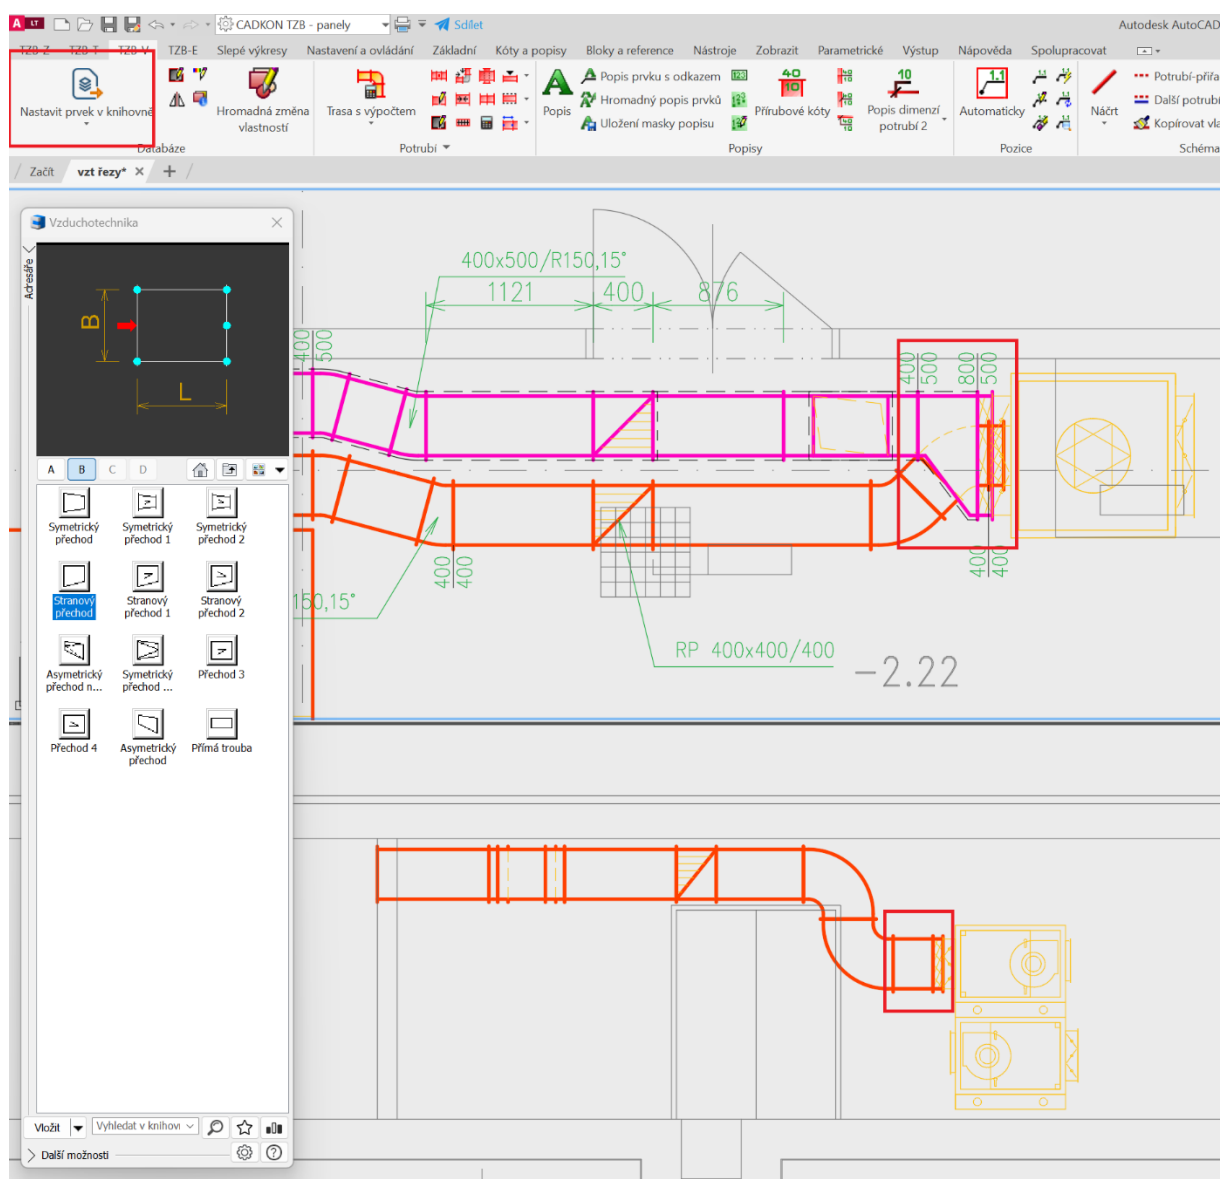 A LT CADKON TZB - panely Sdílet Autodesk AutoCAD
TZB-Z TZB-T TZB-V TZB-E Slepé výkresy Nastavení a ovládání Základní Kóty a popisy Bloky a reference Nástroje Zobrazit Parametrické Výstup Nápověda Spolupracovat
Nastavit prvek v knihovně
Hromadná změna vlastností
Databáze
Trasa s výpočtem
Potrubí
Popis
Popis prvku s odkazem
Hromadný popis prvků
Uložení masky popisu
Přírubové kóty
Popis dimenzí potrubí 2
Popisy
Automaticky
Pozice
Náčrt
Potrubí-přířa
Další potrubí
Kopírovat vla
Schéma
Začít vzt řezy*
Vzduchotechnika
Adresáře
B
L
A B C D
Symetrický přechod
Symetrický přechod 1
Symetrický přechod 2
Stranový přechod
Stranový přechod 1
Stranový přechod 2
Asymetrický přechod n...
Symetrický přechod ...
Přechod 3
Přechod 4
Asymetrický přechod
Přímá trouba
Vložit
Vyhledat v knihovı
Další možnosti
400x500/R150,15°
1121 400 876
400
500
400
500
800
500
400
400
150,15°
400
400
RP 400x400/400
-2.22